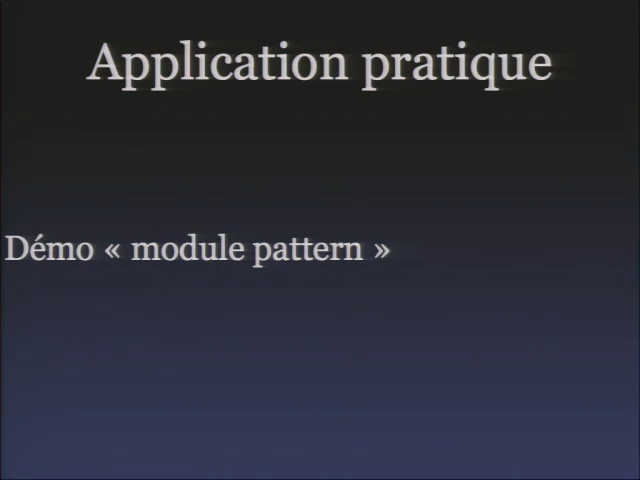 Application pratique
Démo « module pattern »